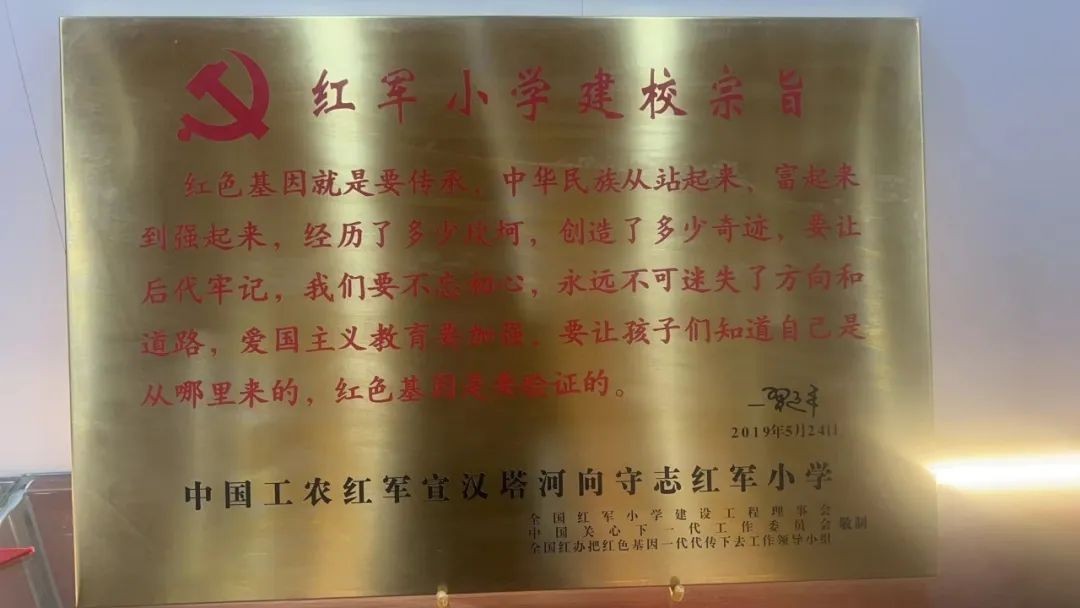 红军小学建校宗旨
红色基因就是要传承，中华民族从站起来、富起来
到强起来，经历了多少坎坷，创造了多少奇迹，要让
后代牢记，我们要不忘初心，永远不可迷失了方向和
道路，爱国主义教育要加强，要让孩子们知道自己是
从哪里来的，红色基因是要验证的。
2019年5月24日
中国工农红军宣汉塔河向守志红军小学
全国红军小学建设工程理事会
中国关心下一代工作委员会 敬制
全国红办把红色基因一代代传下去工作领导小组